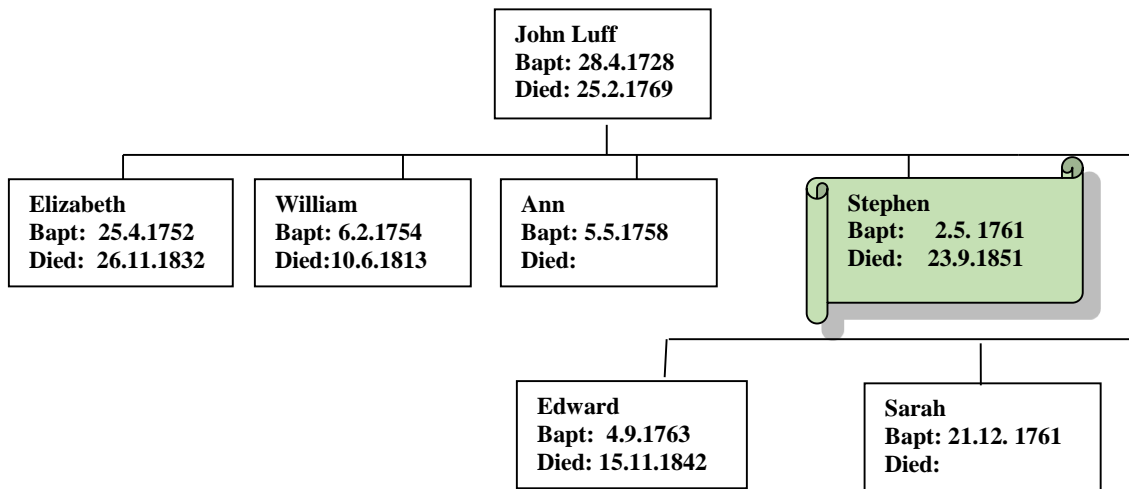 John Luff
Bapt: 28.4.1728
Died: 25.2.1769
Elizabeth
Bapt: 25.4.1752
Died: 26.11.1832
William
Bapt: 6.2.1754
Died:10.6.1813
Ann
Bapt: 5.5.1758
Died:
Stephen
Bapt: 2.5. 1761
Died: 23.9.1851
Edward
Bapt: 4.9.1763
Died: 15.11.1842
Sarah
Bapt: 21.12. 1761
Died: